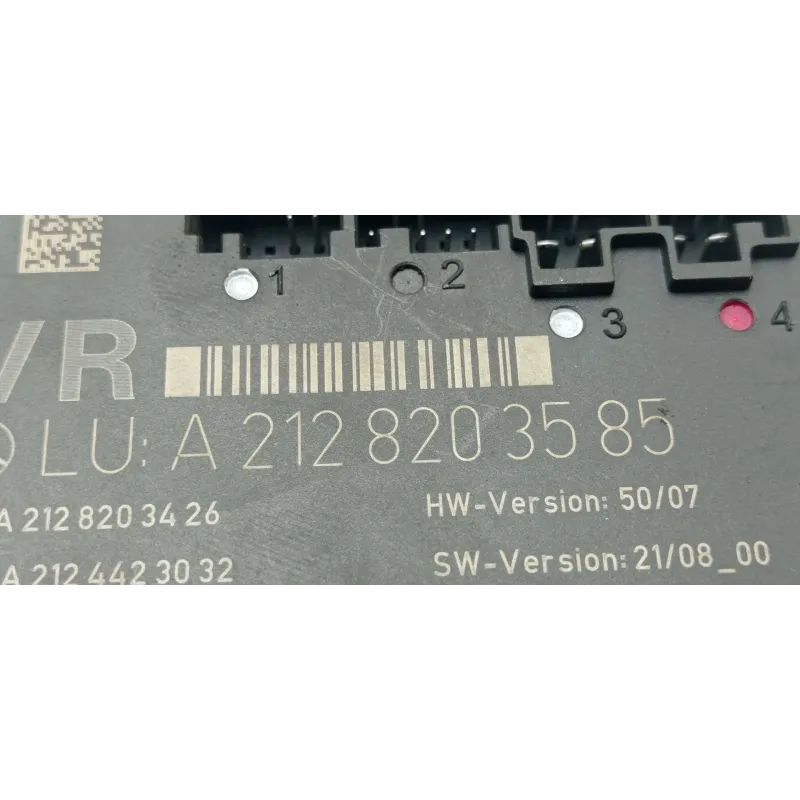 1 2 3 4
VR
LU: A 212 820 35 85
A 212 820 34 26
HW-Version: 50/07
A 212 442 30 32
SW-Version: 21/08_00